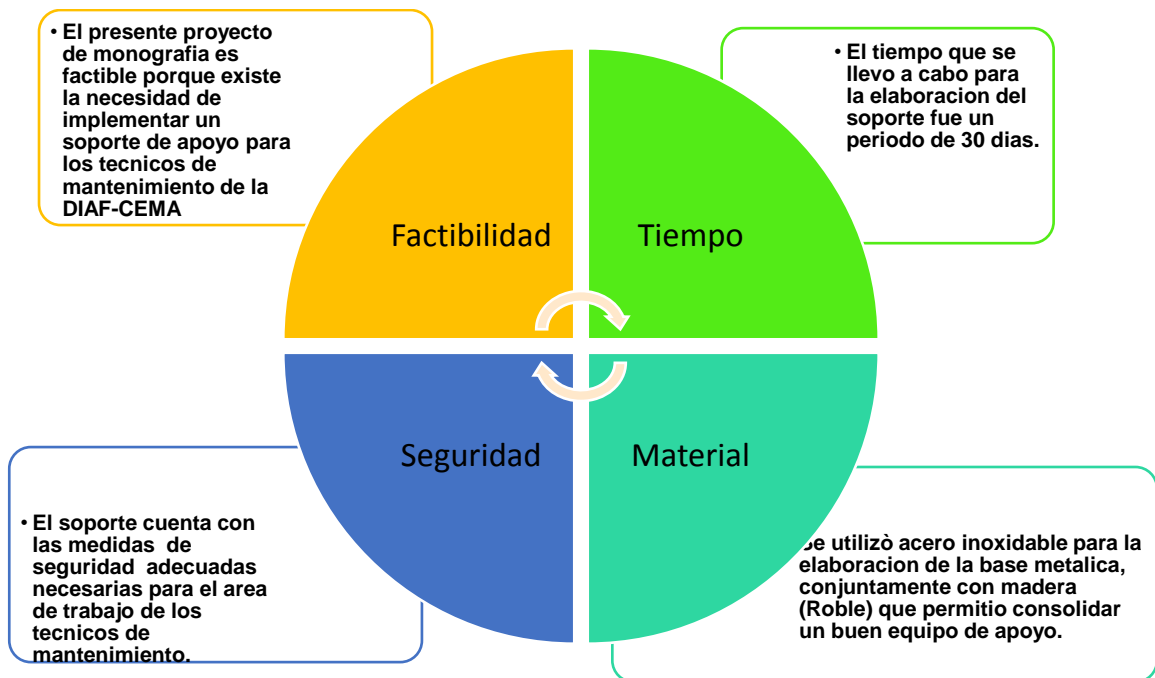 • El presente proyecto
de monografia es
factible porque existe
la necesidad de
implementar un
soporte de apoyo para
los tecnicos de
mantenimiento de la
DIAF-CEMA
• El tiempo que se
llevo a cabo para
la elaboracion del
soporte fue un
periodo de 30 dias.
Factibilidad
Tiempo
Seguridad
Material
• El soporte cuenta con
las medidas de
seguridad adecuadas
necesarias para el area
de trabajo de los
tecnicos de
mantenimiento.
Se utilizò acero inoxidable para la
elaboracion de la base metalica,
conjuntamente con madera
(Roble) que permitio consolidar
un buen equipo de apoyo.